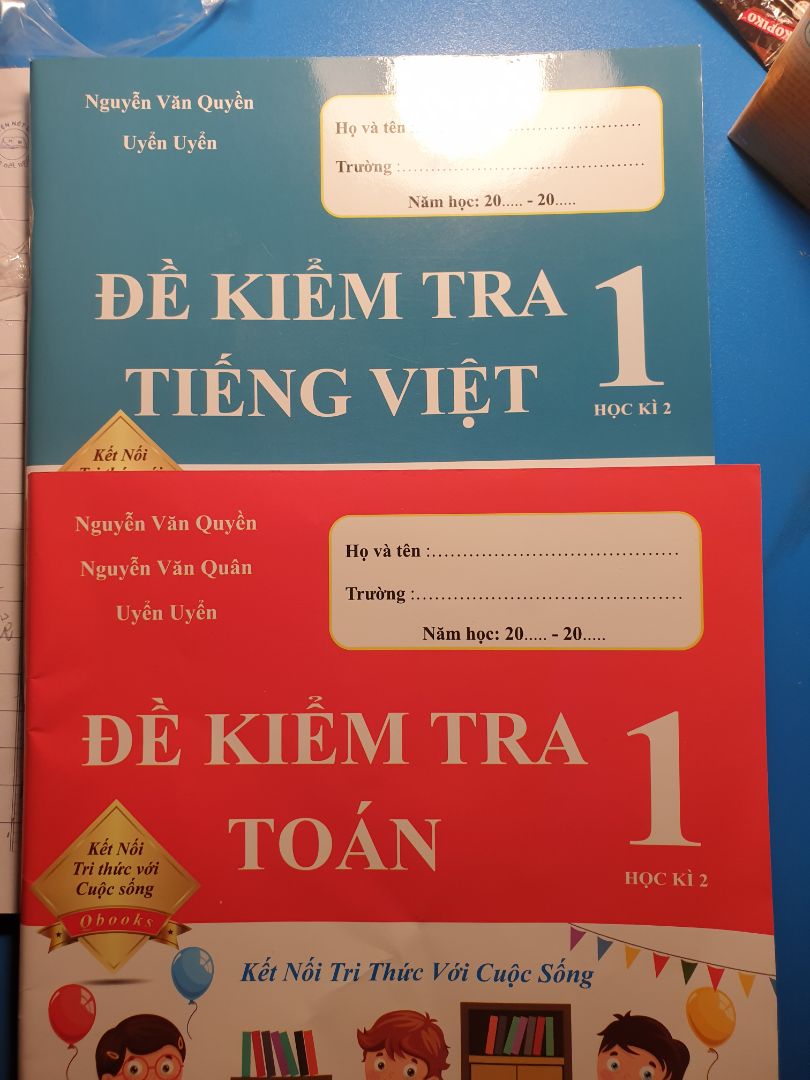 KOPIKO
Nguyễn Văn Quyền
Uyển Uyển
Họ và tên :........................................
Trường :...............................................
Năm học: 20..... - 20.....
ĐỀ KIỂM TRA
TIẾNG VIỆT
1
HỌC KÌ 2
Kết Nối
Nguyễn Văn Quyền
Nguyễn Văn Quân
Uyển Uyển
Họ và tên :.......................................
Trường :...........................................
Năm học: 20..... - 20.....
ĐỀ KIỂM TRA
TOÁN
1
HỌC KÌ 2
Kết Nối
Tri thức với
Cuộc sống
Qbooks
Kết Nối Tri Thức Với Cuộc Sống